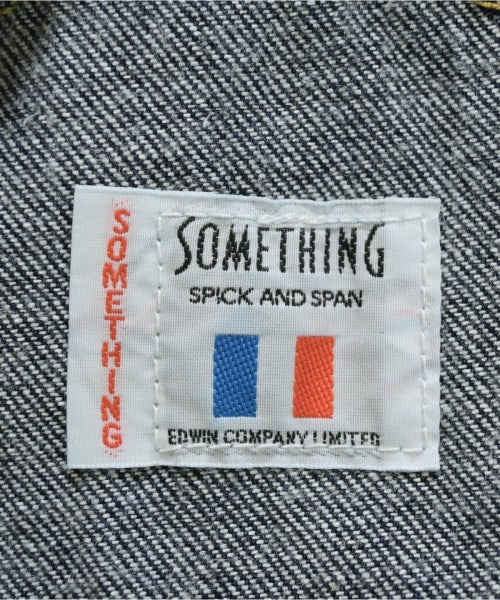 SOMETHING
SOMETHING
SPICK AND SPAN
EDWIN COMPANY LIMITED